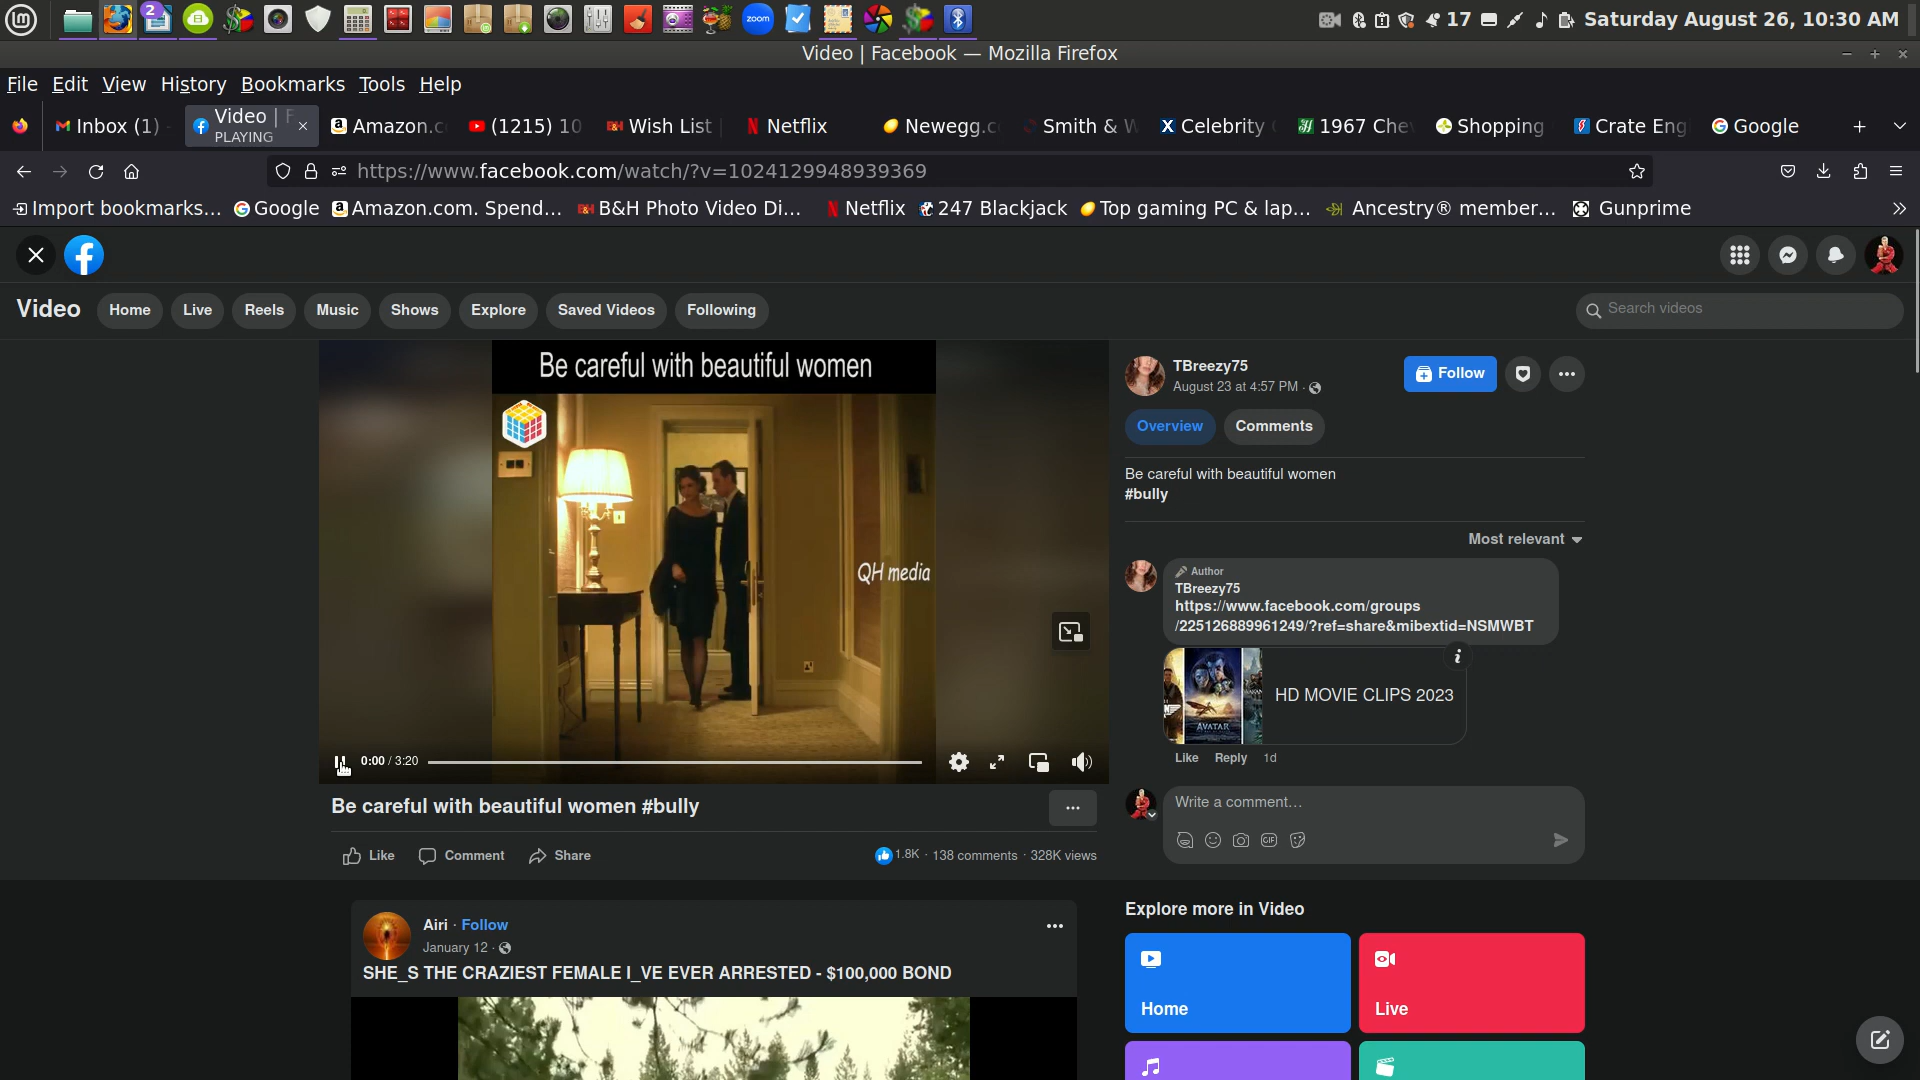 2
zoom
17
Saturday August 26, 10:30 AM
Video | Facebook — Mozilla Firefox
File Edit View History Bookmarks Tools Help
Inbox (1)
Video | F
PLAYING
Amazon.c
(1215) 10
Wish List
Netflix
Newegg.c
Smith & W
Celebrity
1967 Che
Shopping
Crate Eng
Google
https://www.facebook.com/watch/?v=1024129948939369
Import bookmarks...
Google
Amazon.com. Spend...
B&H Photo Video Di...
Netflix
247 Blackjack
Top gaming PC & lap...
Ancestry® member...
Gunprime
Video
Home
Live
Reels
Music
Shows
Explore
Saved Videos
Following
Search videos
Be careful with beautiful women
QH media
0:00 / 3:20
Be careful with beautiful women #bully
Like
Comment
Share
1.8K · 138 comments · 328K views
TBreezy75
August 23 at 4:57 PM ·
Follow
Overview
Comments
Be careful with beautiful women
#bully
Most relevant
Author
TBreezy75
https://www.facebook.com/groups
/225126889961249/?ref=share&mibextid=NSMWBT
AVATAR
HD MOVIE CLIPS 2023
Like Reply 1d
Write a comment…
GIF
Airi · Follow
January 12 ·
SHE_S THE CRAZIEST FEMALE I_VE EVER ARRESTED - $100,000 BOND
Explore more in Video
Home
Live